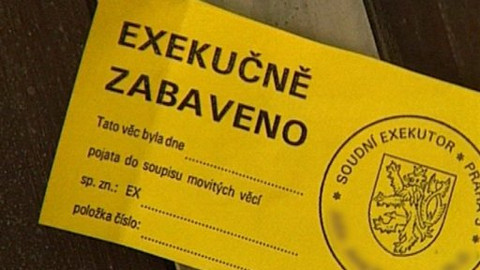 EXEKUČNĚ
ZABAVENO
Tato věc byla dne
pojata do soupisu movitých věcí
sp. zn.: EX
položka číslo:
* SOUDNÍ EXEKUTOR * PRAHA